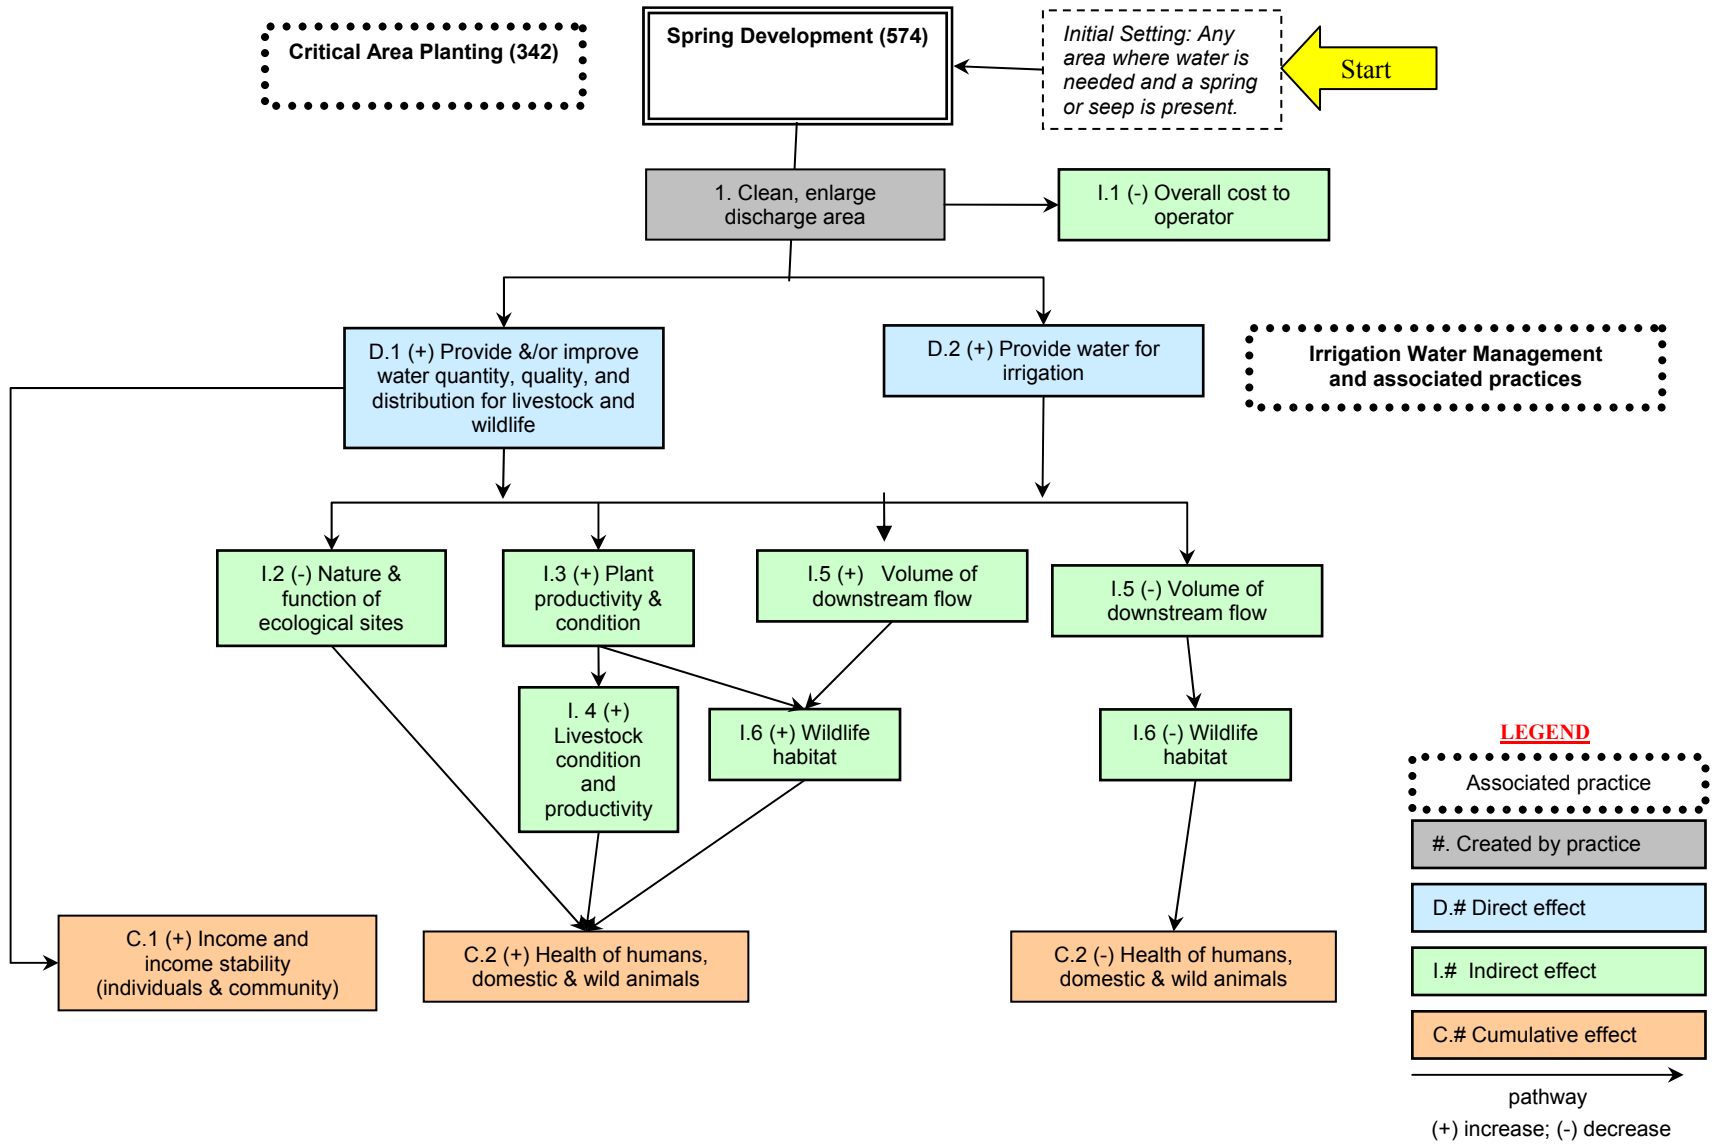 Critical Area Planting (342)
Spring Development (574)
Initial Setting: Any
area where water is
needed and a spring
or seep is present.
Start
1. Clean, enlarge
discharge area
I.1 (-) Overall cost to
operator
D.1 (+) Provide &/or improve
water quantity, quality, and
distribution for livestock and
wildlife
D.2 (+) Provide water for
irrigation
Irrigation Water Management
and associated practices
I.2 (-) Nature &
function of
ecological sites
I.3 (+) Plant
productivity &
condition
I.5 (+) Volume of
downstream flow
I.5 (-) Volume of
downstream flow
I. 4 (+)
Livestock
condition
and
productivity
I.6 (+) Wildlife
habitat
I.6 (-) Wildlife
habitat
C.1 (+) Income and
income stability
(individuals & community)
C.2 (+) Health of humans,
domestic & wild animals
C.2 (-) Health of humans,
domestic & wild animals
LEGEND
Associated practice
#. Created by practice
D.# Direct effect
I.# Indirect effect
C.# Cumulative effect
pathway
(+) increase; (-) decrease